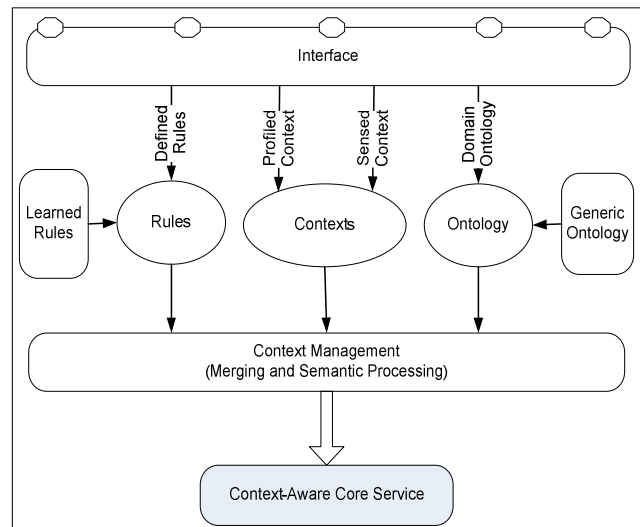 Interface
Defined
Rules
Profiled
Context
Sensed
Context
Domain
Ontology
Learned
Rules
Rules
Contexts
Ontology
Generic
Ontology
Context Management
(Merging and Semantic Processing)
Context-Aware Core Service